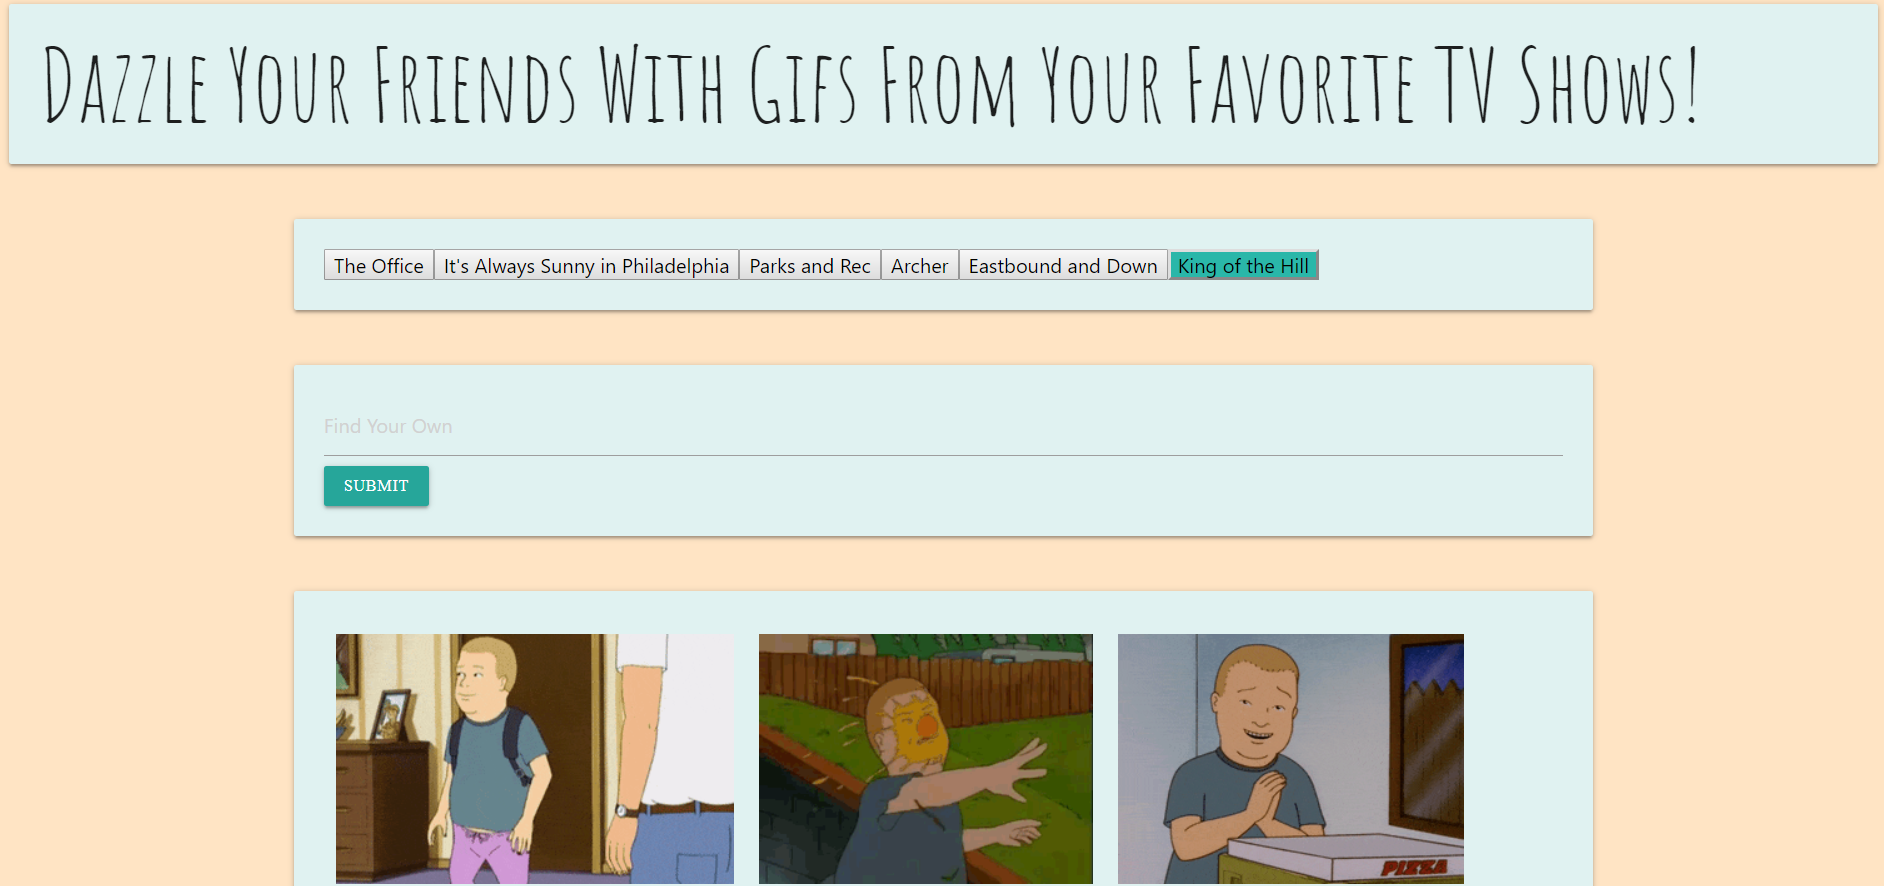 Dazzle Your Friends With Gifs From Your Favorite TV Shows!
The Office It's Always Sunny in Philadelphia Parks and Rec Archer Eastbound and Down King of the Hill
Find Your Own
SUBMIT
PIZZA